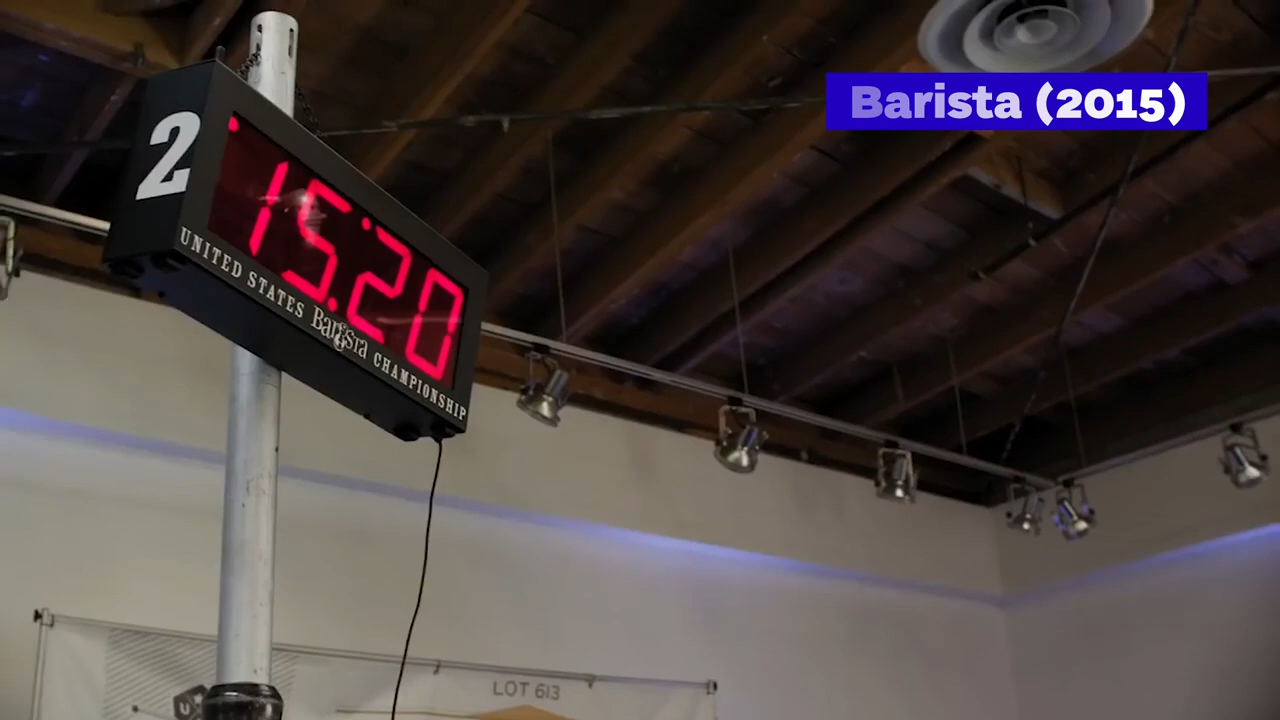 Barista (2015)
2
15:20
UNITED STATES Barista CHAMPIONSHIP
LOT 613